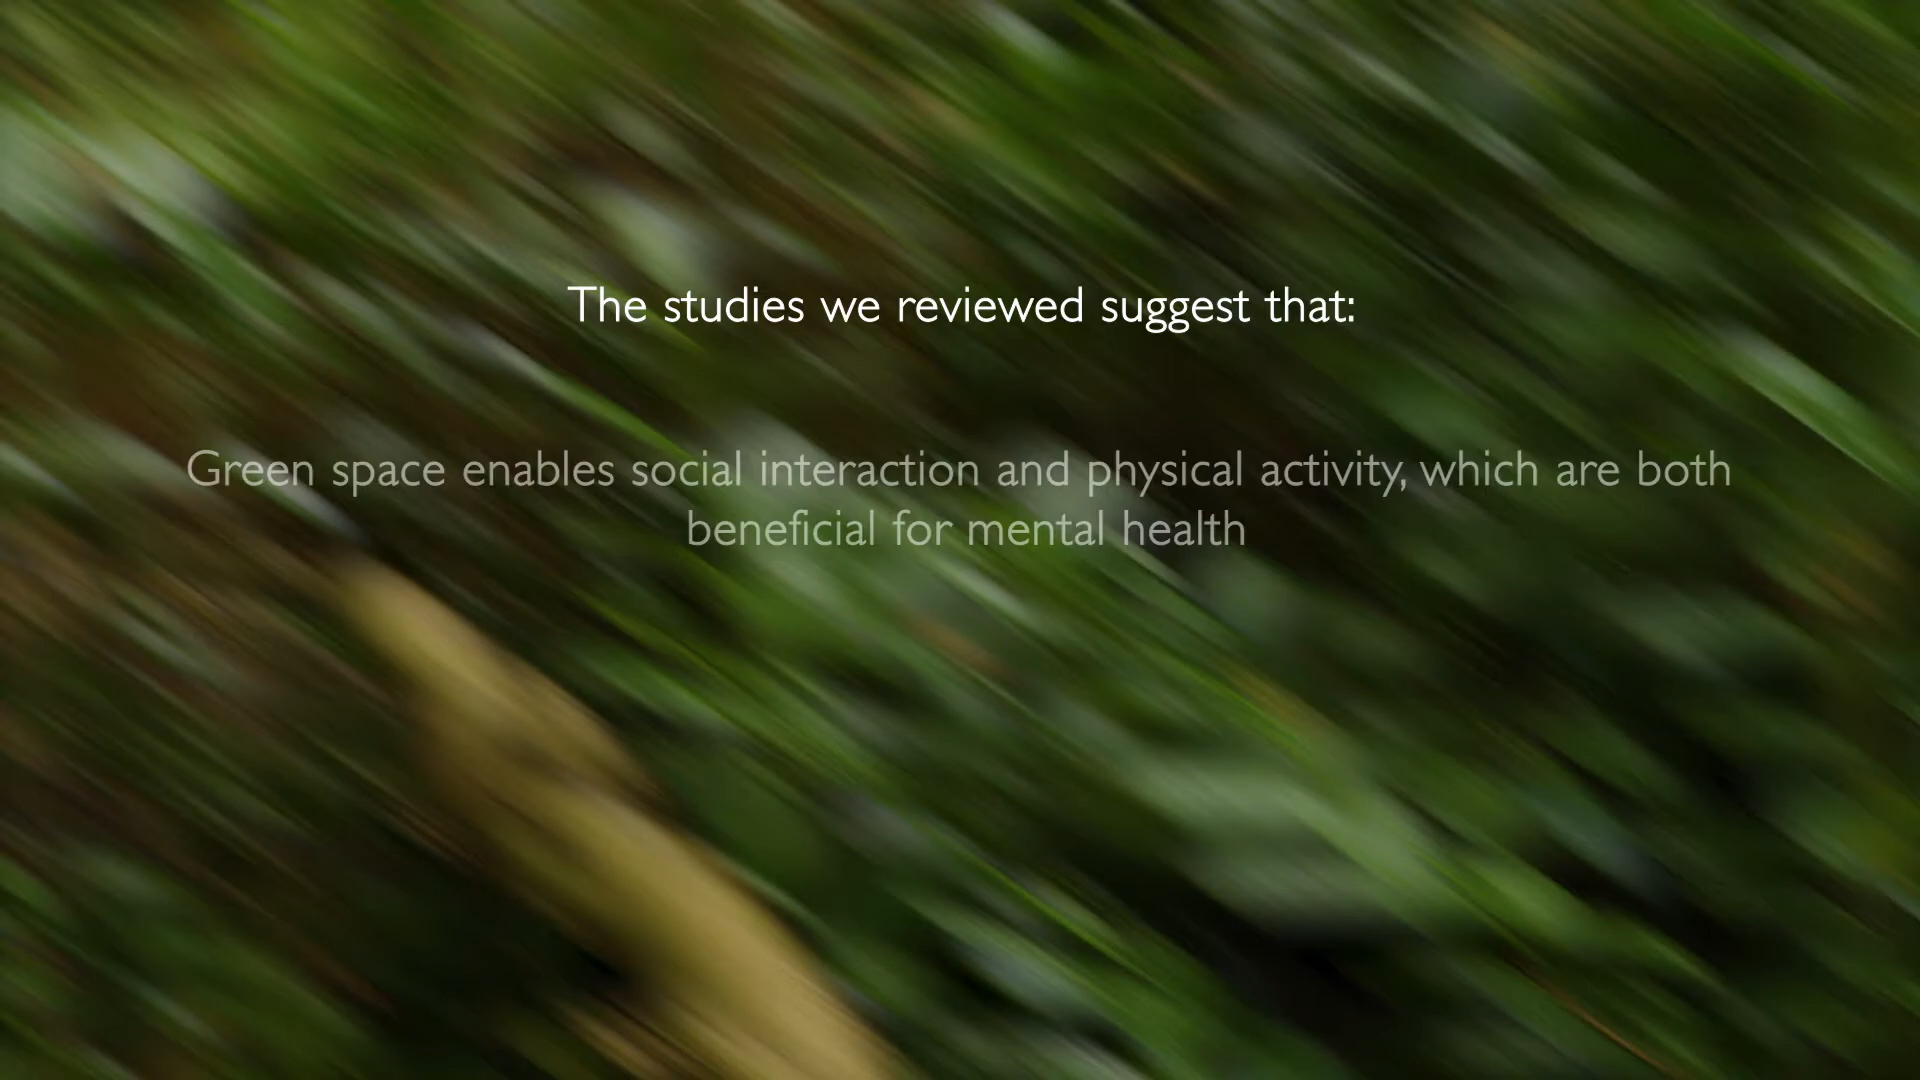 The studies we reviewed suggest that:
Green space enables social interaction and physical activity, which are both
beneficial for mental health